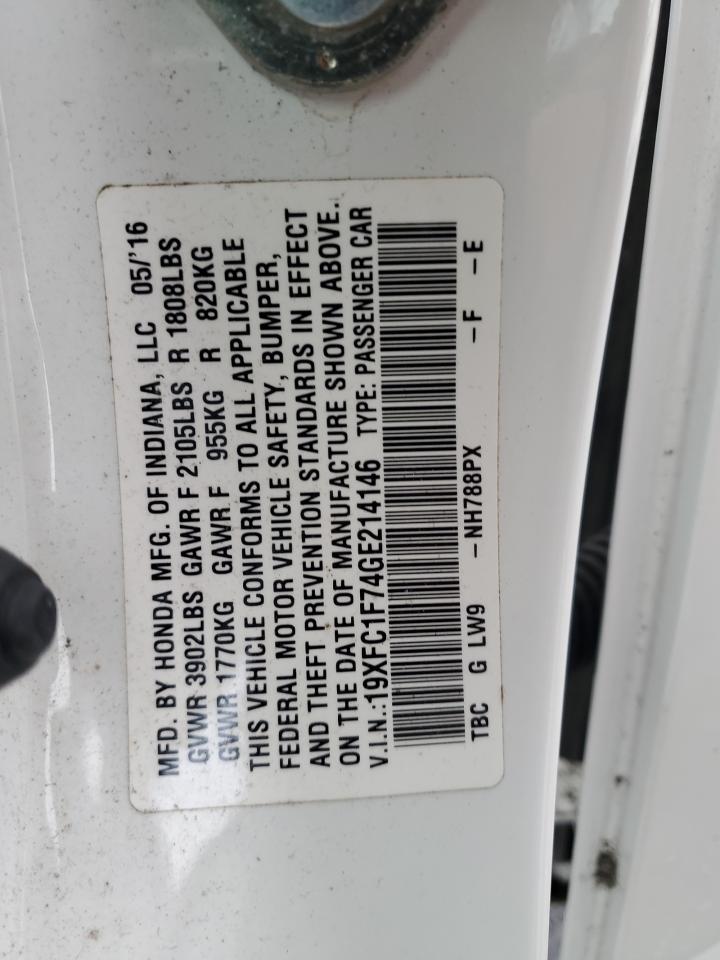 MFD. BY HONDA MFG. OF INDIANA, LLC 05/'16
GVWR 3902LBS GAWR F 2105LBS R 1808LBS
GVWR 1770KG GAWR F 955KG R 820KG
THIS VEHICLE CONFORMS TO ALL APPLICABLE
FEDERAL MOTOR VEHICLE SAFETY, BUMPER,
AND THEFT PREVENTION STANDARDS IN EFFECT
ON THE DATE OF MANUFACTURE SHOWN ABOVE.
V.I.N.:19XFC1F74GE214146 TYPE: PASSENGER CAR
TBC G LW9 -NH788PX -F -E